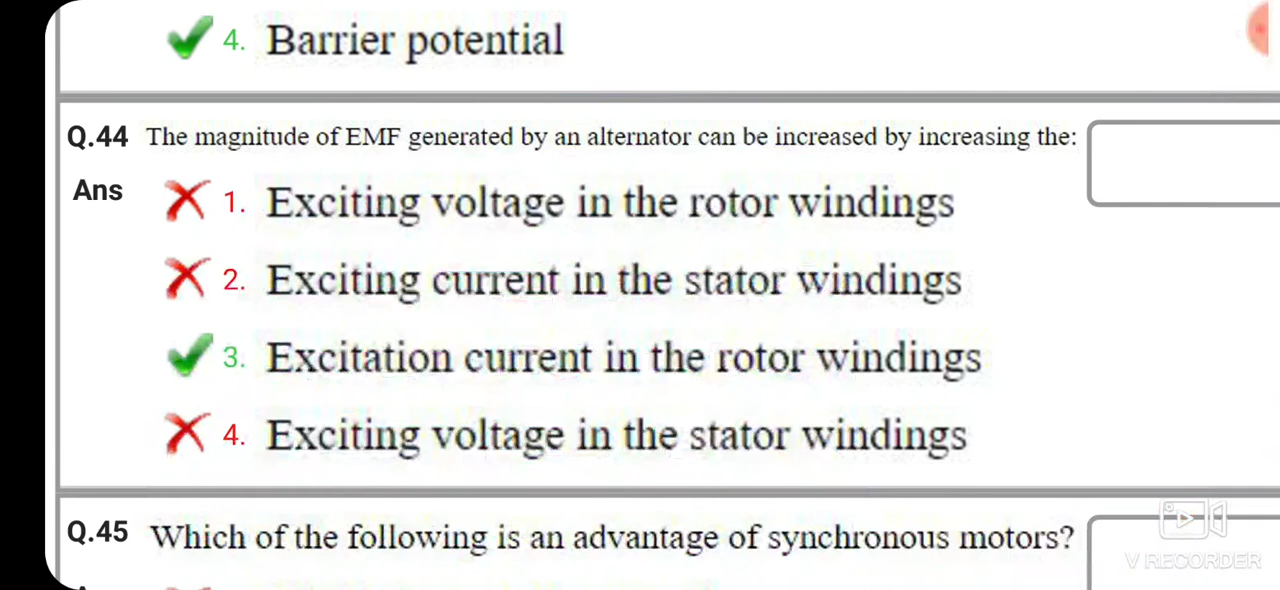 4. Barrier potential
Q.44 The magnitude of EMF generated by an alternator can be increased by increasing the:
Ans
1. Exciting voltage in the rotor windings
2. Exciting current in the stator windings
3. Excitation current in the rotor windings
4. Exciting voltage in the stator windings
Q.45 Which of the following is an advantage of synchronous motors?
V RECORDER